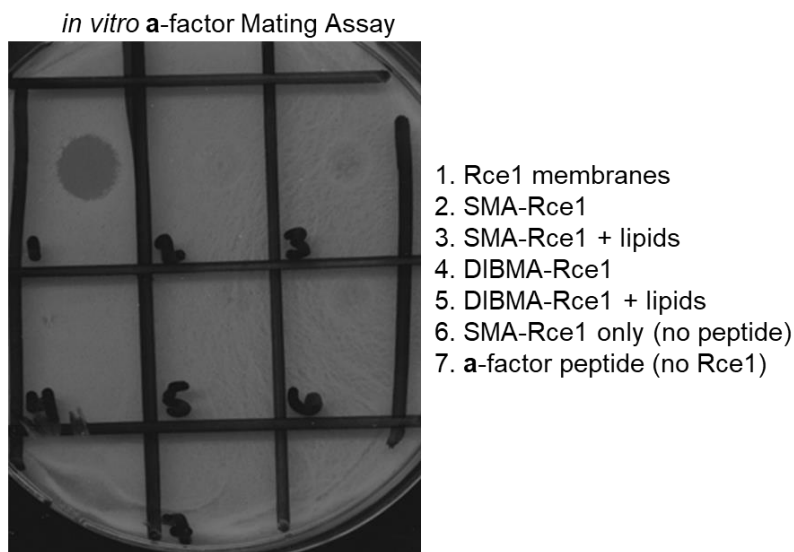 in vitro a-factor Mating Assay
1 2 3
4 5 6
7
1. Rce1 membranes
2. SMA-Rce1
3. SMA-Rce1 + lipids
4. DIBMA-Rce1
5. DIBMA-Rce1 + lipids
6. SMA-Rce1 only (no peptide)
7. a-factor peptide (no Rce1)